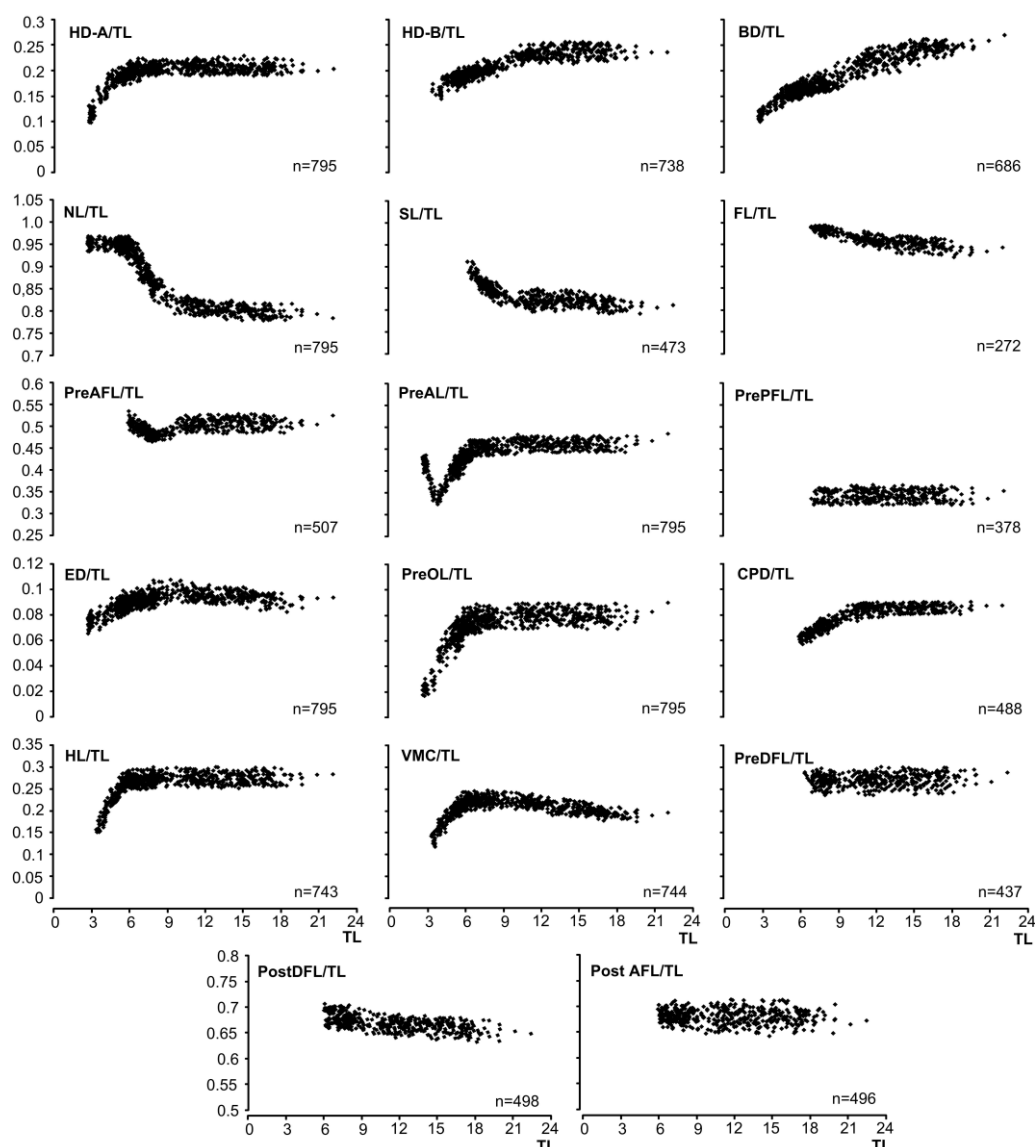 HD-A/TL
HD-B/TL
BD/TL
0.3
0.25
0.2
0.15
0.1
0.05
0
n=795
n=738
n=686
NL/TL
SL/TL
FL/TL
1.05
1.0
0.95
0.9
0,85
0.8
0.75
0.7
n=795
n=473
n=272
PreAFL/TL
PreAL/TL
PrePFL/TL
0.6
0.55
0.5
0.45
0.4
0.35
0.3
0.25
n=507
n=795
n=378
ED/TL
PreOL/TL
CPD/TL
0.12
0.1
0.08
0.06
0.04
0.02
0
n=795
n=795
n=488
HL/TL
VMC/TL
PreDFL/TL
0.35
0.3
0.25
0.2
0.15
0.1
0.05
0
n=743
n=744
n=437
0 3 6 9 12 15 18 21 24
TL
0 3 6 9 12 15 18 21 24
TL
0 3 6 9 12 15 18 21 24
TL
PostDFL/TL
Post AFL/TL
0.8
0.75
0.7
0.65
0.6
0.55
0.5
n=498
n=496
0 3 6 9 12 15 18 21 24
TL
0 3 6 9 12 15 18 21 24
TL